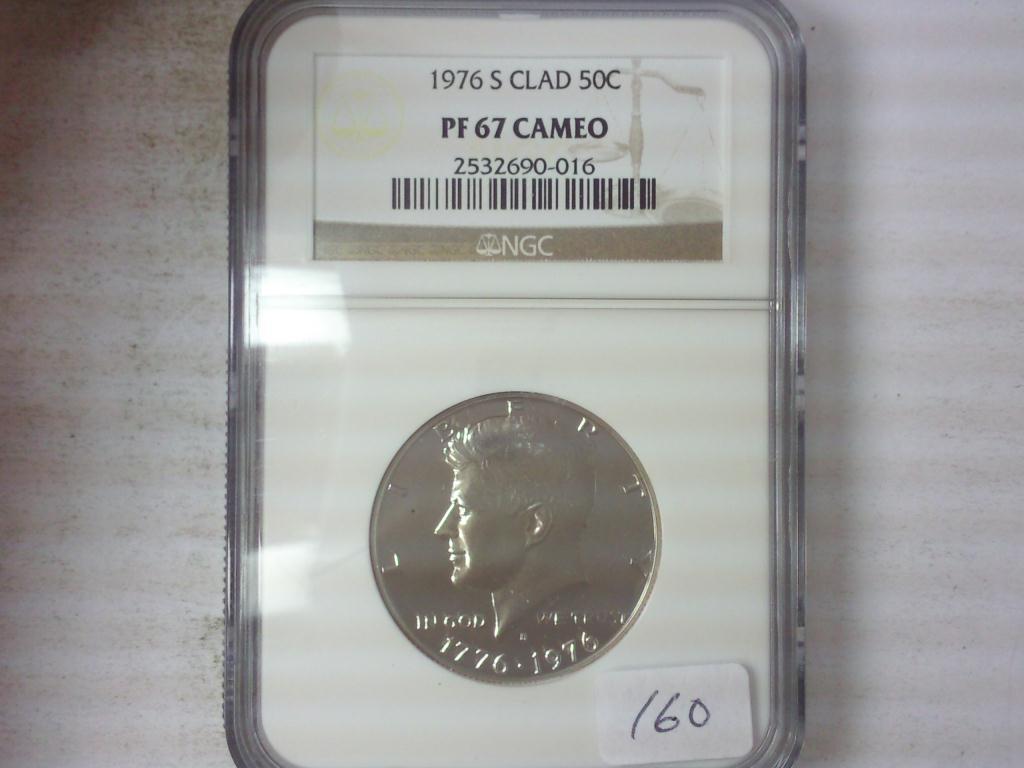 1976 S CLAD 50C
PF 67 CAMEO
2532690-016
NGC
LIBERTY
IN GOD WE TRUST
S
1776·1976
160